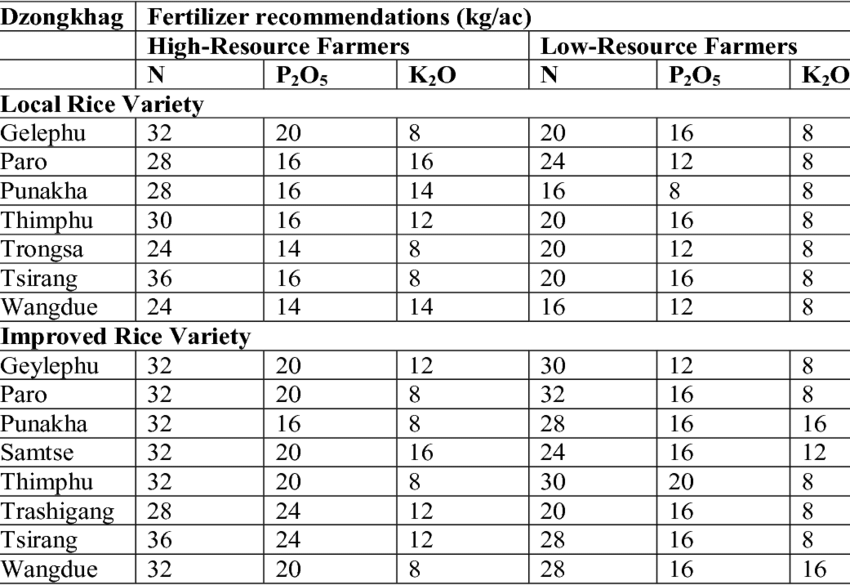 Dzongkhag Fertilizer recommendations (kg/ac)
High-Resource Farmers Low-Resource Farmers
N P₂O₅ K₂O N P₂O₅ K₂O
Local Rice Variety
Gelephu 32 20 8 20 16 8
Paro 28 16 16 24 12 8
Punakha 28 16 14 16 8 8
Thimphu 30 16 12 20 16 8
Trongsa 24 14 8 20 12 8
Tsirang 36 16 8 20 16 8
Wangdue 24 14 14 16 12 8
Improved Rice Variety
Geylephu 32 20 12 30 12 8
Paro 32 20 8 32 16 8
Punakha 32 16 8 28 16 16
Samtse 32 20 16 24 16 12
Thimphu 32 20 8 30 20 8
Trashigang 28 24 12 20 16 8
Tsirang 36 24 12 28 16 8
Wangdue 32 20 8 28 16 16